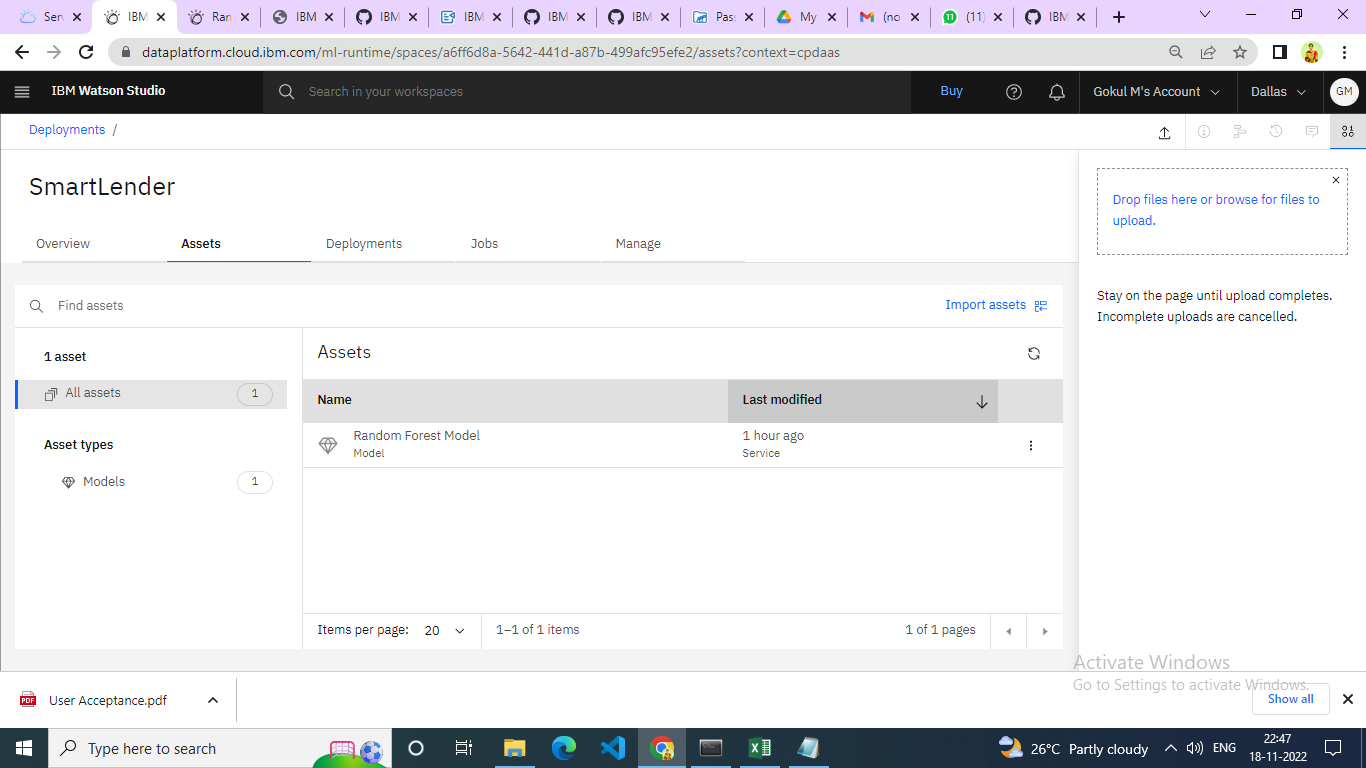 Serv
IBM
Ran
IBM
IBM
IBM
IBM
IBM
Pas
My
(no
(11)
IBM
dataplatform.cloud.ibm.com/ml-runtime/spaces/a6ff6d8a-5642-441d-a87b-499afc95efe2/assets?context=cpdaas
IBM Watson Studio
Search in your workspaces
Buy
Gokul M's Account
Dallas
GM
Deployments /
SmartLender
Overview
Assets
Deployments
Jobs
Manage
Drop files here or browse for files to
upload.
Stay on the page until upload completes.
Incomplete uploads are cancelled.
Find assets
Import assets
1 asset
All assets 1
Asset types
Models 1
Assets
Name
Last modified
Random Forest Model
Model
1 hour ago
Service
Items per page: 20
1–1 of 1 items
1 of 1 pages
Activate Windows
Go to Settings to activate Windows.
User Acceptance.pdf
Show all
Type here to search
26°C Partly cloudy
ENG
22:47
18-11-2022